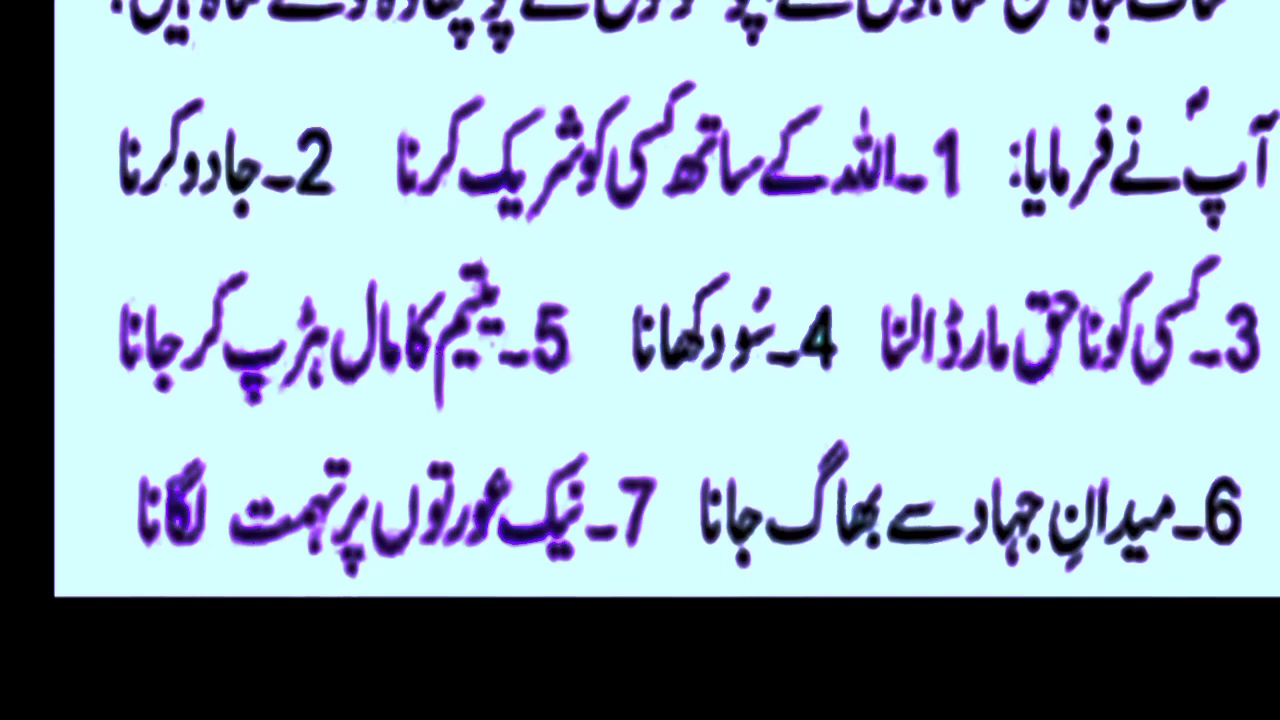 آپؐ نے فرمایا: 1۔اللہ کے ساتھ کسی کو شریک کرنا 2۔جادو کرنا
3۔کسی کو ناحق مار ڈالنا 4۔سُود کھانا 5۔یتیم کا مال ہڑپ کر جانا
6۔میدانِ جہاد سے بھاگ جانا 7۔نیک عورتوں پر تہمت لگانا